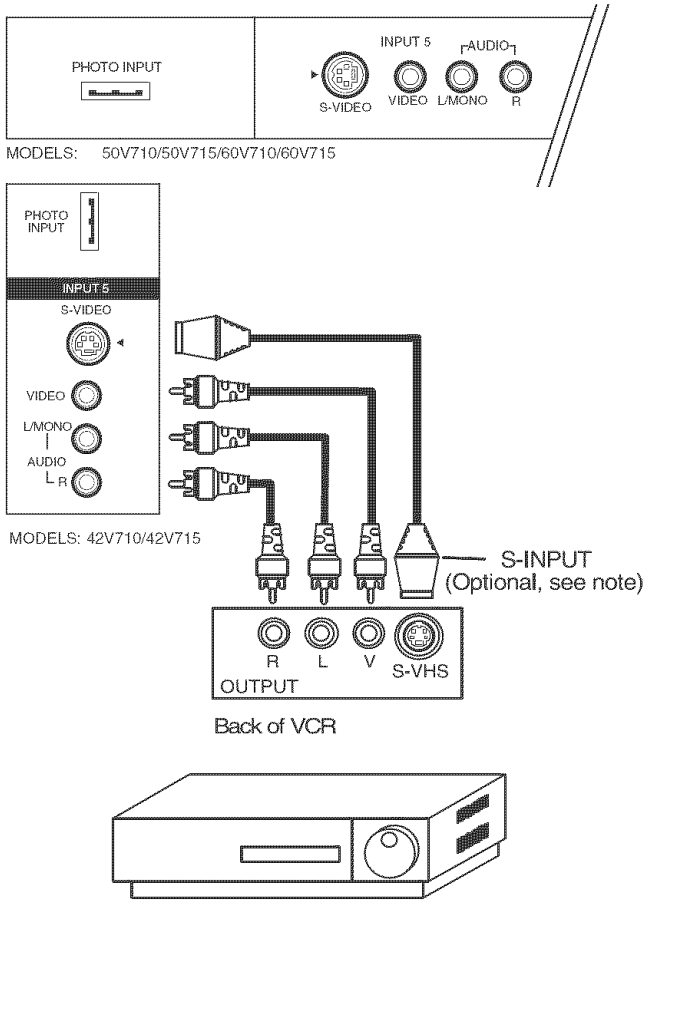 PHOTO INPUT
INPUT 5
AUDIO
S-VIDEO
VIDEO
L/MONO
R
MODELS: 50V710/50V715/60V710/60V715
PHOTO
INPUT
INPUT 5
S-VIDEO
VIDEO
L/MONO
AUDIO
R
MODELS: 42V710/42V715
S-INPUT
(Optional, see note)
R
L
V
S-VHS
OUTPUT
Back of VCR